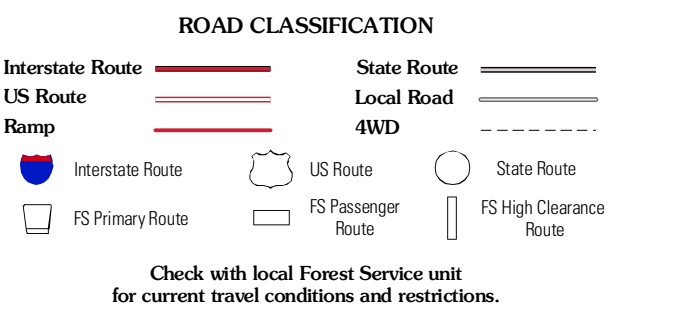 ROAD CLASSIFICATION
Interstate Route
State Route
US Route
Local Road
Ramp
4WD
Interstate Route
US Route
State Route
FS Primary Route
FS Passenger
Route
FS High Clearance
Route
Check with local Forest Service unit
for current travel conditions and restrictions.